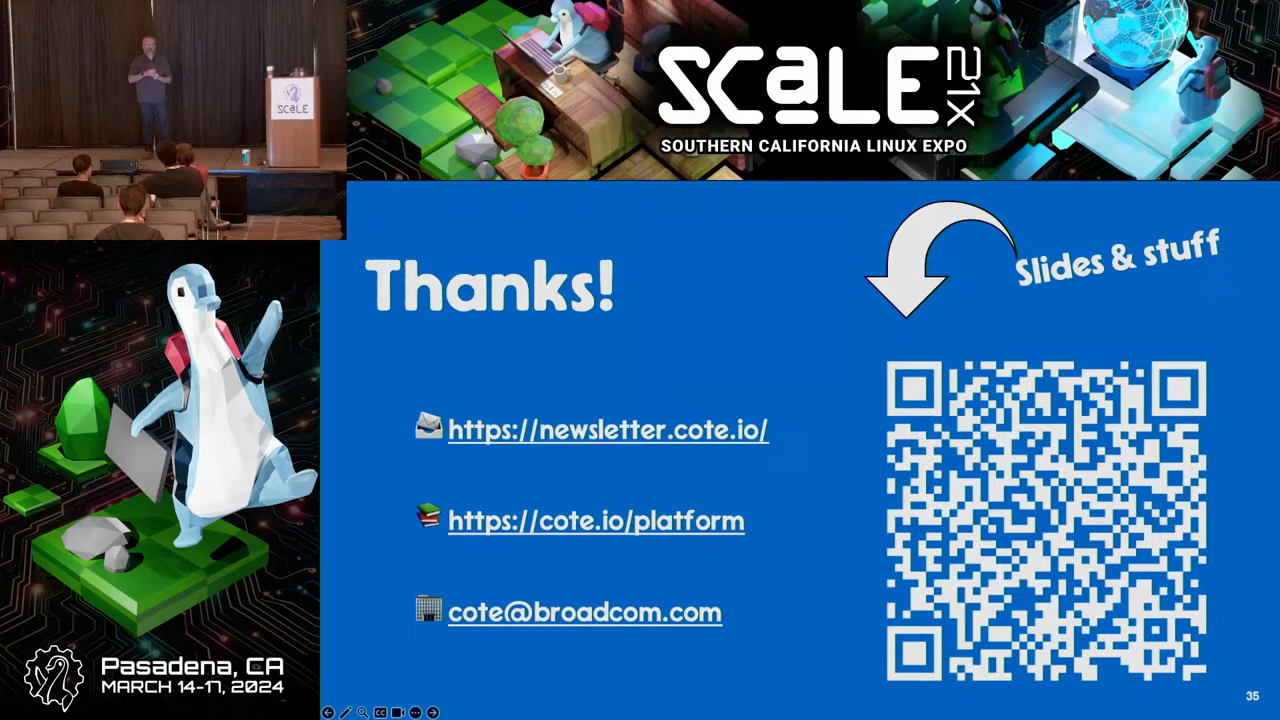 SCaLE
SCALE
21X
SOUTHERN CALIFORNIA LINUX EXPO
Slides & stuff
Thanks!
https://newsletter.cote.io/
https://cote.io/platform
cote@broadcom.com
Pasadena, CA
MARCH 14-17, 2024
CC
35